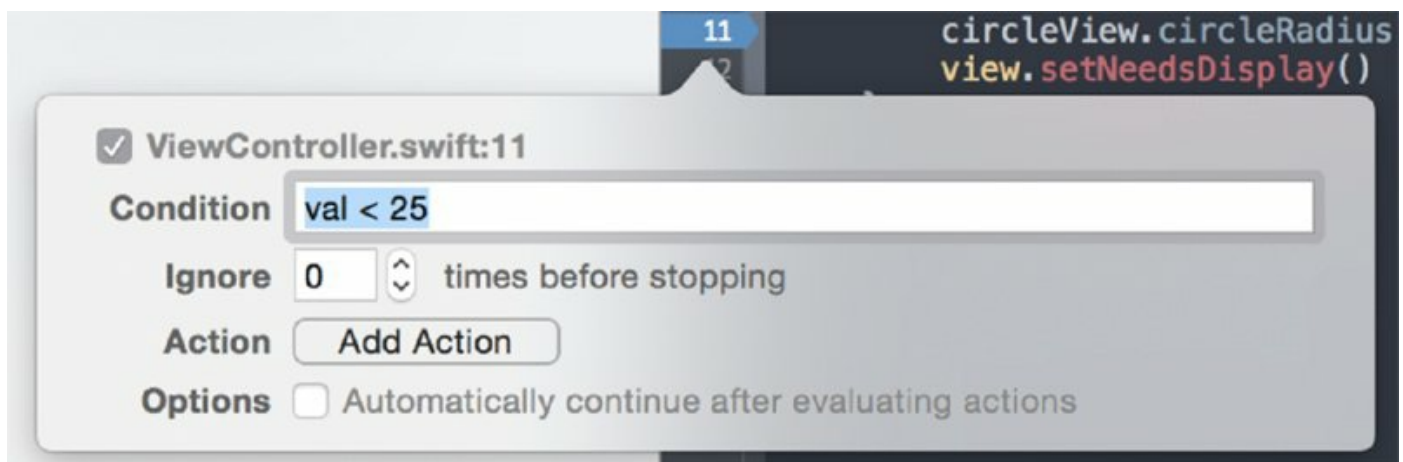 11 circleView.circleRadius
12 view.setNeedsDisplay()
ViewController.swift:11
Condition val < 25
Ignore 0 times before stopping
Action Add Action
Options Automatically continue after evaluating actions